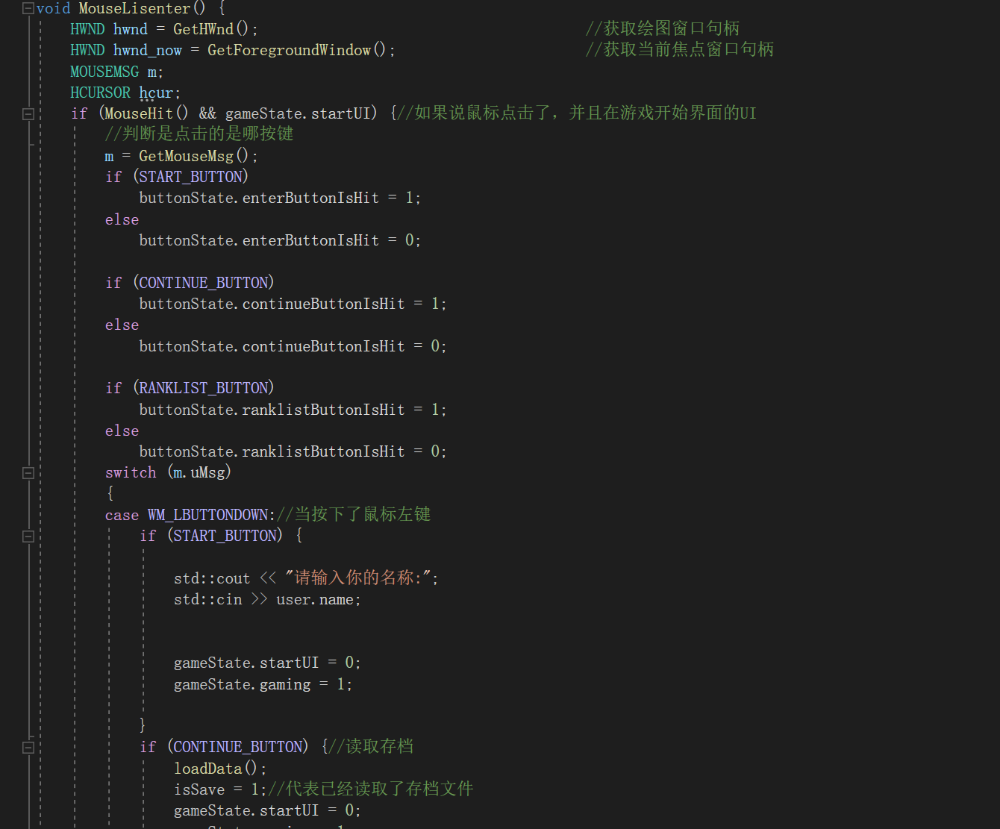 void MouseLisenter() {
HWND hwnd = GetHWnd(); //获取绘图窗口句柄
HWND hwnd_now = GetForegroundWindow(); //获取当前焦点窗口句柄
MOUSEMSG m;
HCURSOR hcur;
if (MouseHit() && gameState.startUI) {//如果说鼠标点击了，并且在游戏开始界面的UI
//判断是点击的是哪按键
m = GetMouseMsg();
if (START_BUTTON)
buttonState.enterButtonIsHit = 1;
else
buttonState.enterButtonIsHit = 0;
if (CONTINUE_BUTTON)
buttonState.continueButtonIsHit = 1;
else
buttonState.continueButtonIsHit = 0;
if (RANKLIST_BUTTON)
buttonState.ranklistButtonIsHit = 1;
else
buttonState.ranklistButtonIsHit = 0;
switch (m.uMsg)
{
case WM_LBUTTONDOWN://当按下了鼠标左键
if (START_BUTTON) {
std::cout << "请输入你的名称:";
std::cin >> user.name;
gameState.startUI = 0;
gameState.gaming = 1;
}
if (CONTINUE_BUTTON) {//读取存档
loadData();
isSave = 1;//代表已经读取了存档文件
gameState.startUI = 0;